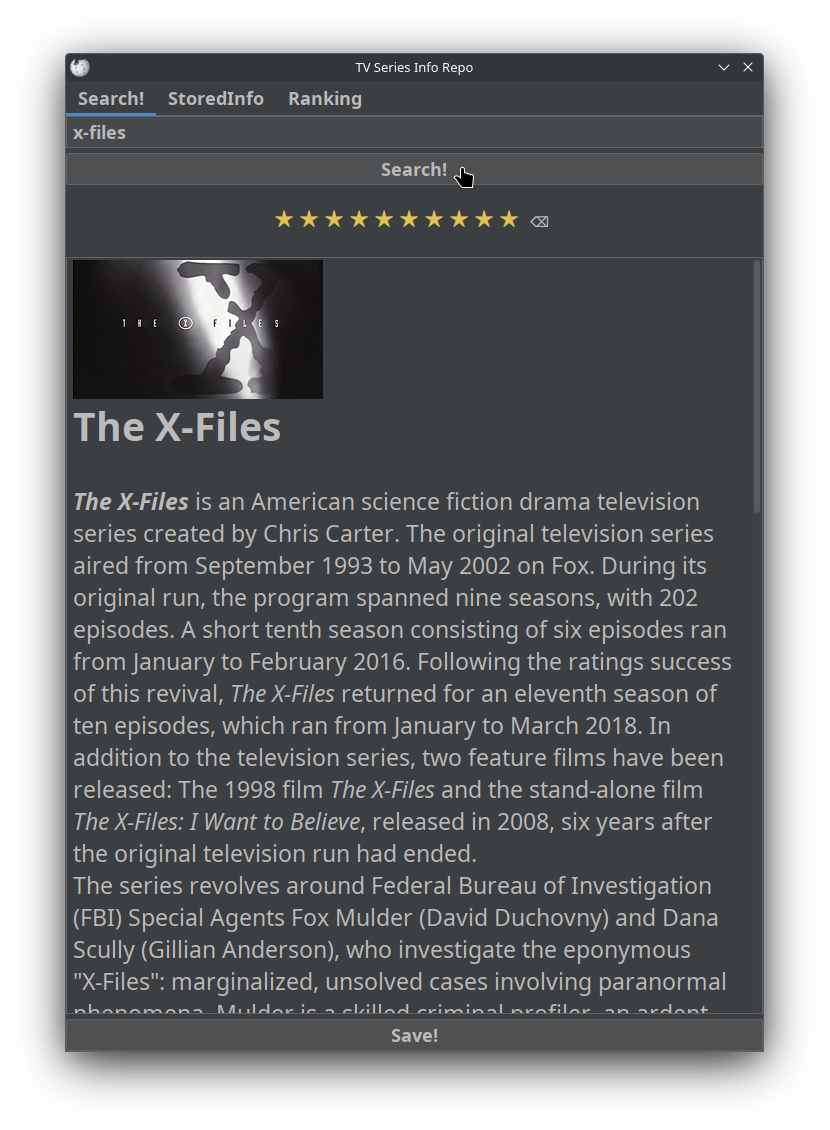 TV Series Info Repo
Search! StoredInfo Ranking
x-files
Search!
★ ★ ★ ★ ★ ★ ★ ★ ★ ★ ⌫
THE X FILES
The X-Files
The X-Files is an American science fiction drama television
series created by Chris Carter. The original television series
aired from September 1993 to May 2002 on Fox. During its
original run, the program spanned nine seasons, with 202
episodes. A short tenth season consisting of six episodes ran
from January to February 2016. Following the ratings success
of this revival, The X-Files returned for an eleventh season of
ten episodes, which ran from January to March 2018. In
addition to the television series, two feature films have been
released: The 1998 film The X-Files and the stand-alone film
The X-Files: I Want to Believe, released in 2008, six years after
the original television run had ended.
The series revolves around Federal Bureau of Investigation
(FBI) Special Agents Fox Mulder (David Duchovny) and Dana
Scully (Gillian Anderson), who investigate the eponymous
"X-Files": marginalized, unsolved cases involving paranormal
phenomena. Mulder is a skilled criminal profiler, an ardent
Save!